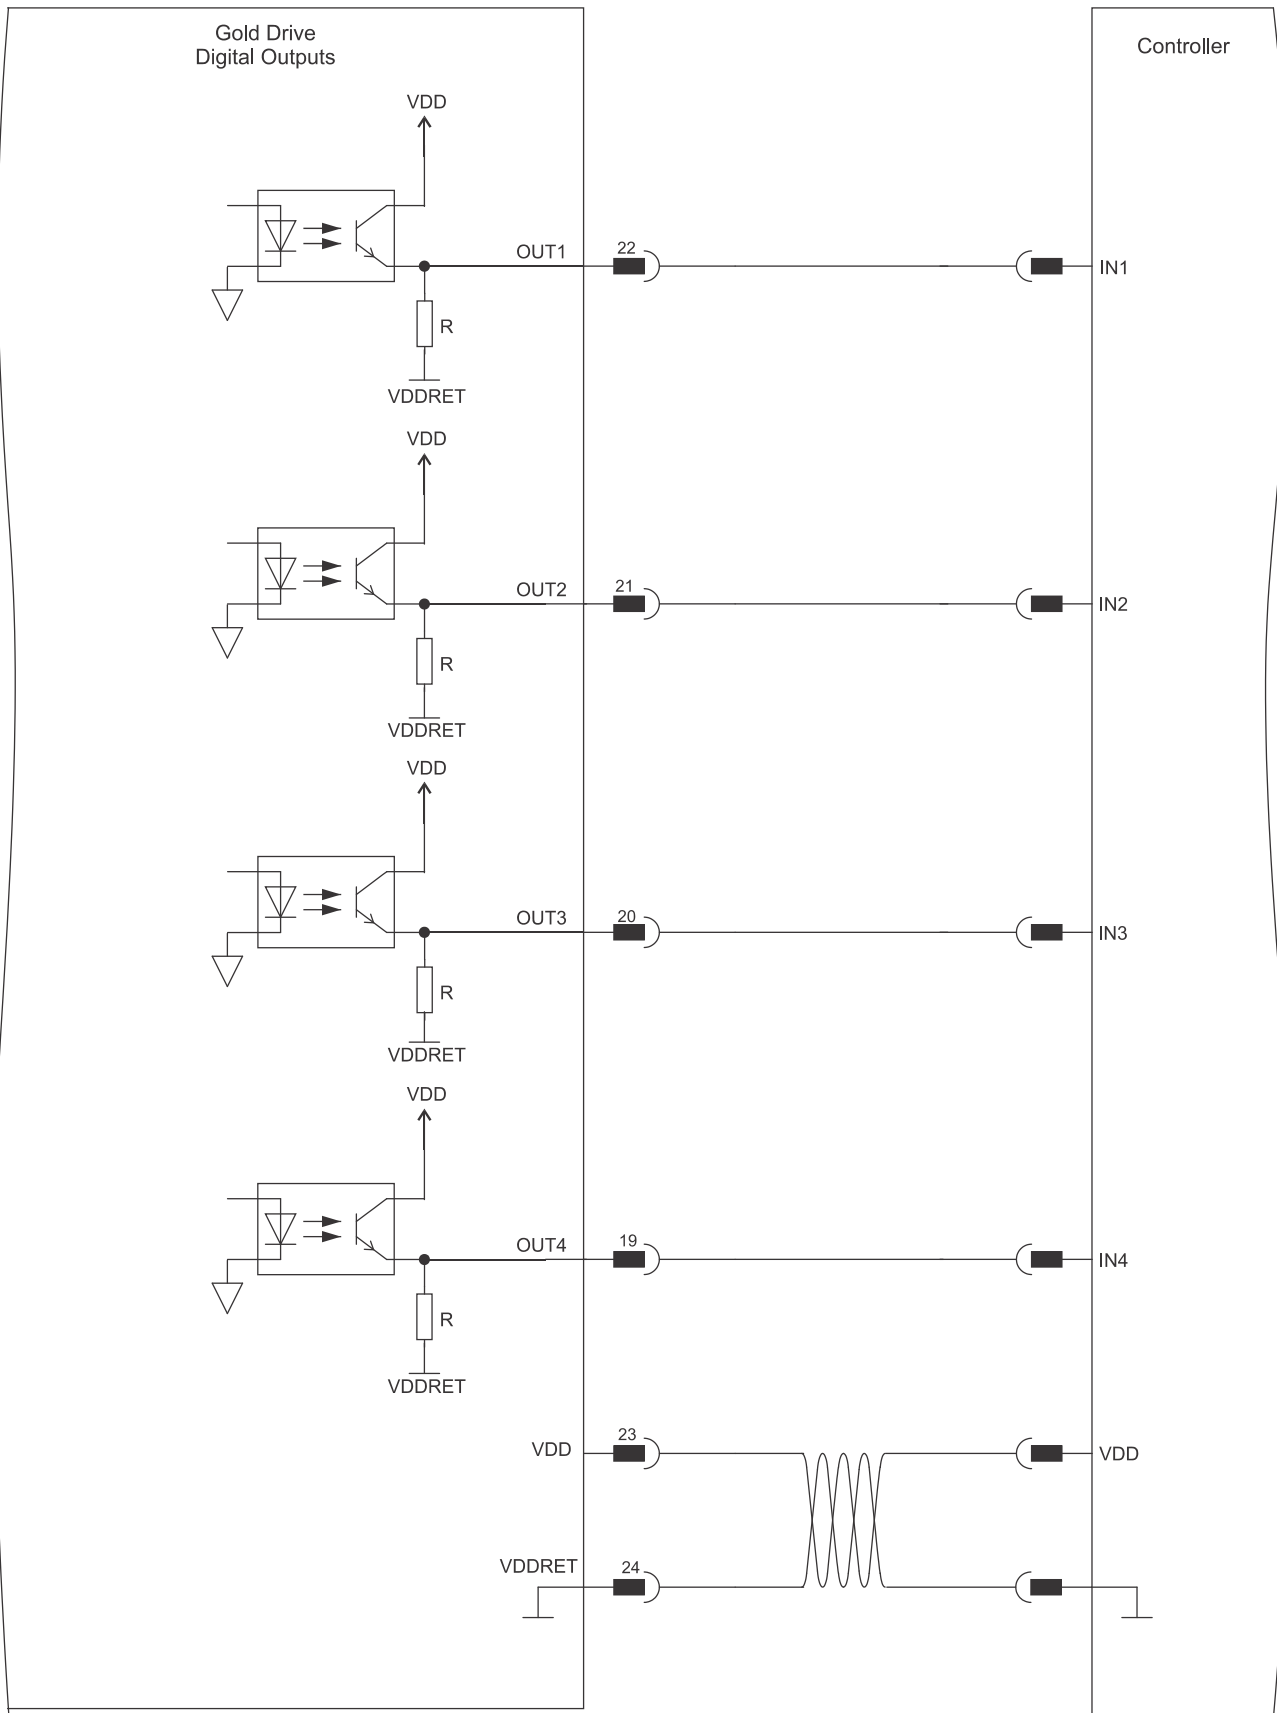 Gold Drive
Digital Outputs
Controller
VDD
OUT1
22
IN1
R
VDDRET
VDD
OUT2
21
IN2
R
VDDRET
VDD
OUT3
20
IN3
R
VDDRET
VDD
OUT4
19
IN4
R
VDDRET
VDD
23
VDD
VDDRET
24